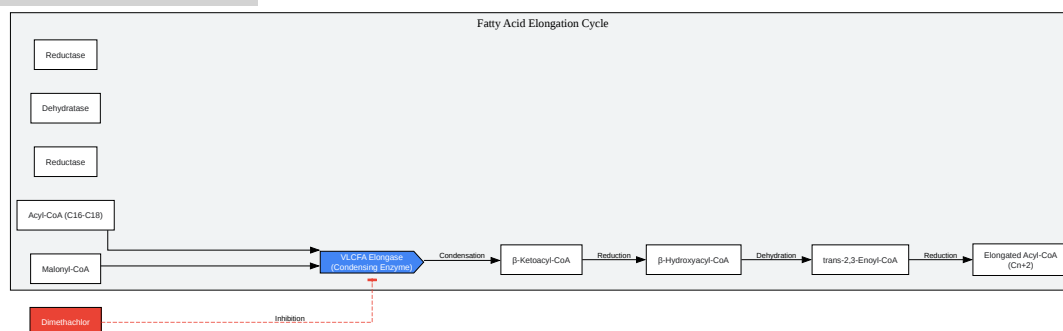 Fatty Acid Elongation Cycle
Reductase
Dehydratase
Reductase
Acyl-CoA (C16-C18)
Malonyl-CoA
VLCFA Elongase
(Condensing Enzyme)
Condensation
β-Ketoacyl-CoA
Reduction
β-Hydroxyacyl-CoA
Dehydration
trans-2,3-Enoyl-CoA
Reduction
Elongated Acyl-CoA
(Cn+2)
Dimethachlor
Inhibition